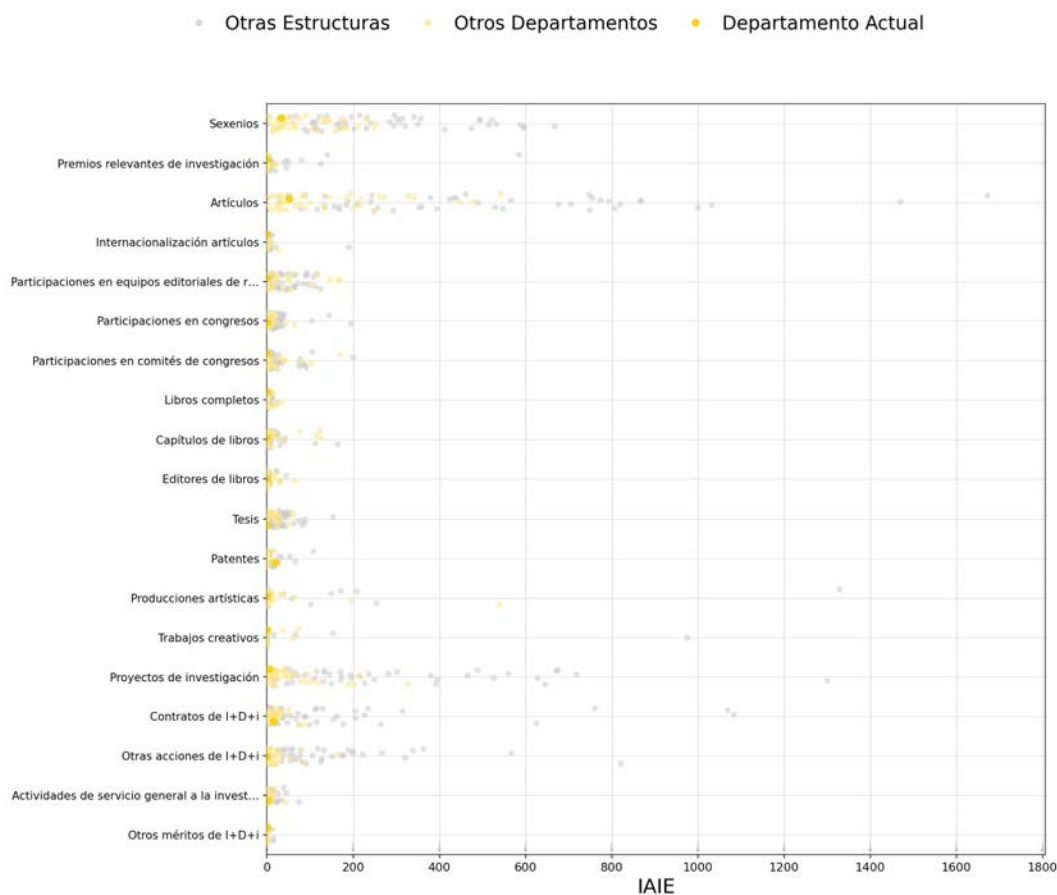 Otras Estructuras Otros Departamentos Departamento Actual
Sexenios
Premios relevantes de investigación
Artículos
Internacionalización artículos
Participaciones en equipos editoriales de r...
Participaciones en congresos
Participaciones en comités de congresos
Libros completos
Capítulos de libros
Editores de libros
Tesis
Patentes
Producciones artísticas
Trabajos creativos
Proyectos de investigación
Contratos de I+D+i
Otras acciones de I+D+i
Actividades de servicio general a la invest...
Otros méritos de I+D+i
0 200 400 600 800 1000 1200 1400 1600 1800
IAIE